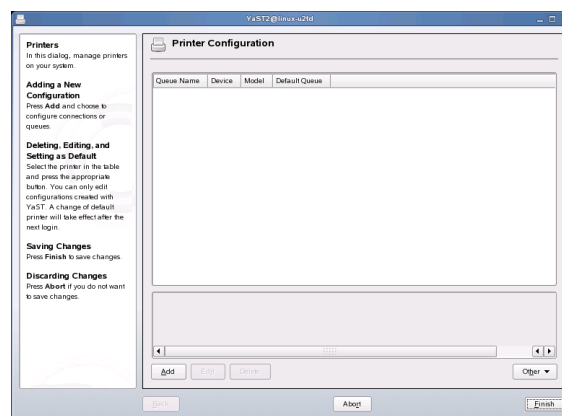 YaST2@linux-u2fd
Printers
In this dialog, manage printers
on your system.
Adding a New
Configuration
Press Add and choose to
configure connections or
queues.
Deleting, Editing, and
Setting as Default
Select the printer in the table
and press the appropriate
button. You can only edit
configurations created with
YaST. A change of default
printer will take effect after the
next login.
Saving Changes
Press Finish to save changes.
Discarding Changes
Press Abort if you do not want
to save changes.
Printer Configuration
Queue Name Device Model Default Queue
Add Edit Delete Other
Back Abort Finish